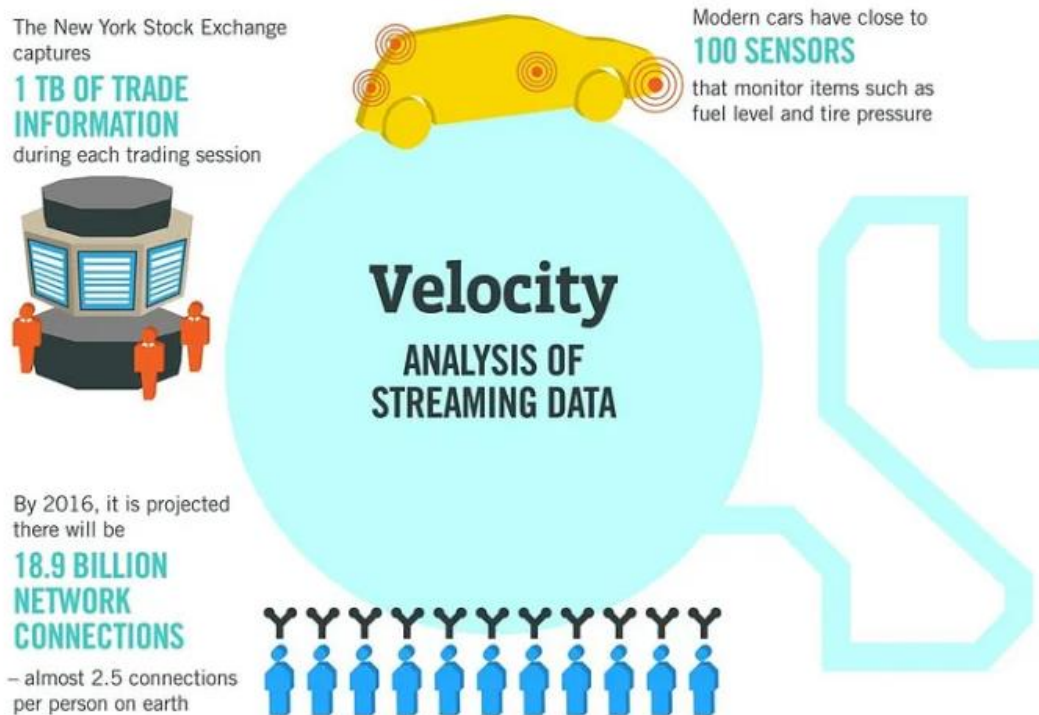 The New York Stock Exchange
captures
1 TB OF TRADE
INFORMATION
during each trading session
Modern cars have close to
100 SENSORS
that monitor items such as
fuel level and tire pressure
Velocity
ANALYSIS OF
STREAMING DATA
By 2016, it is projected
there will be
18.9 BILLION
NETWORK
CONNECTIONS
– almost 2.5 connections
per person on earth